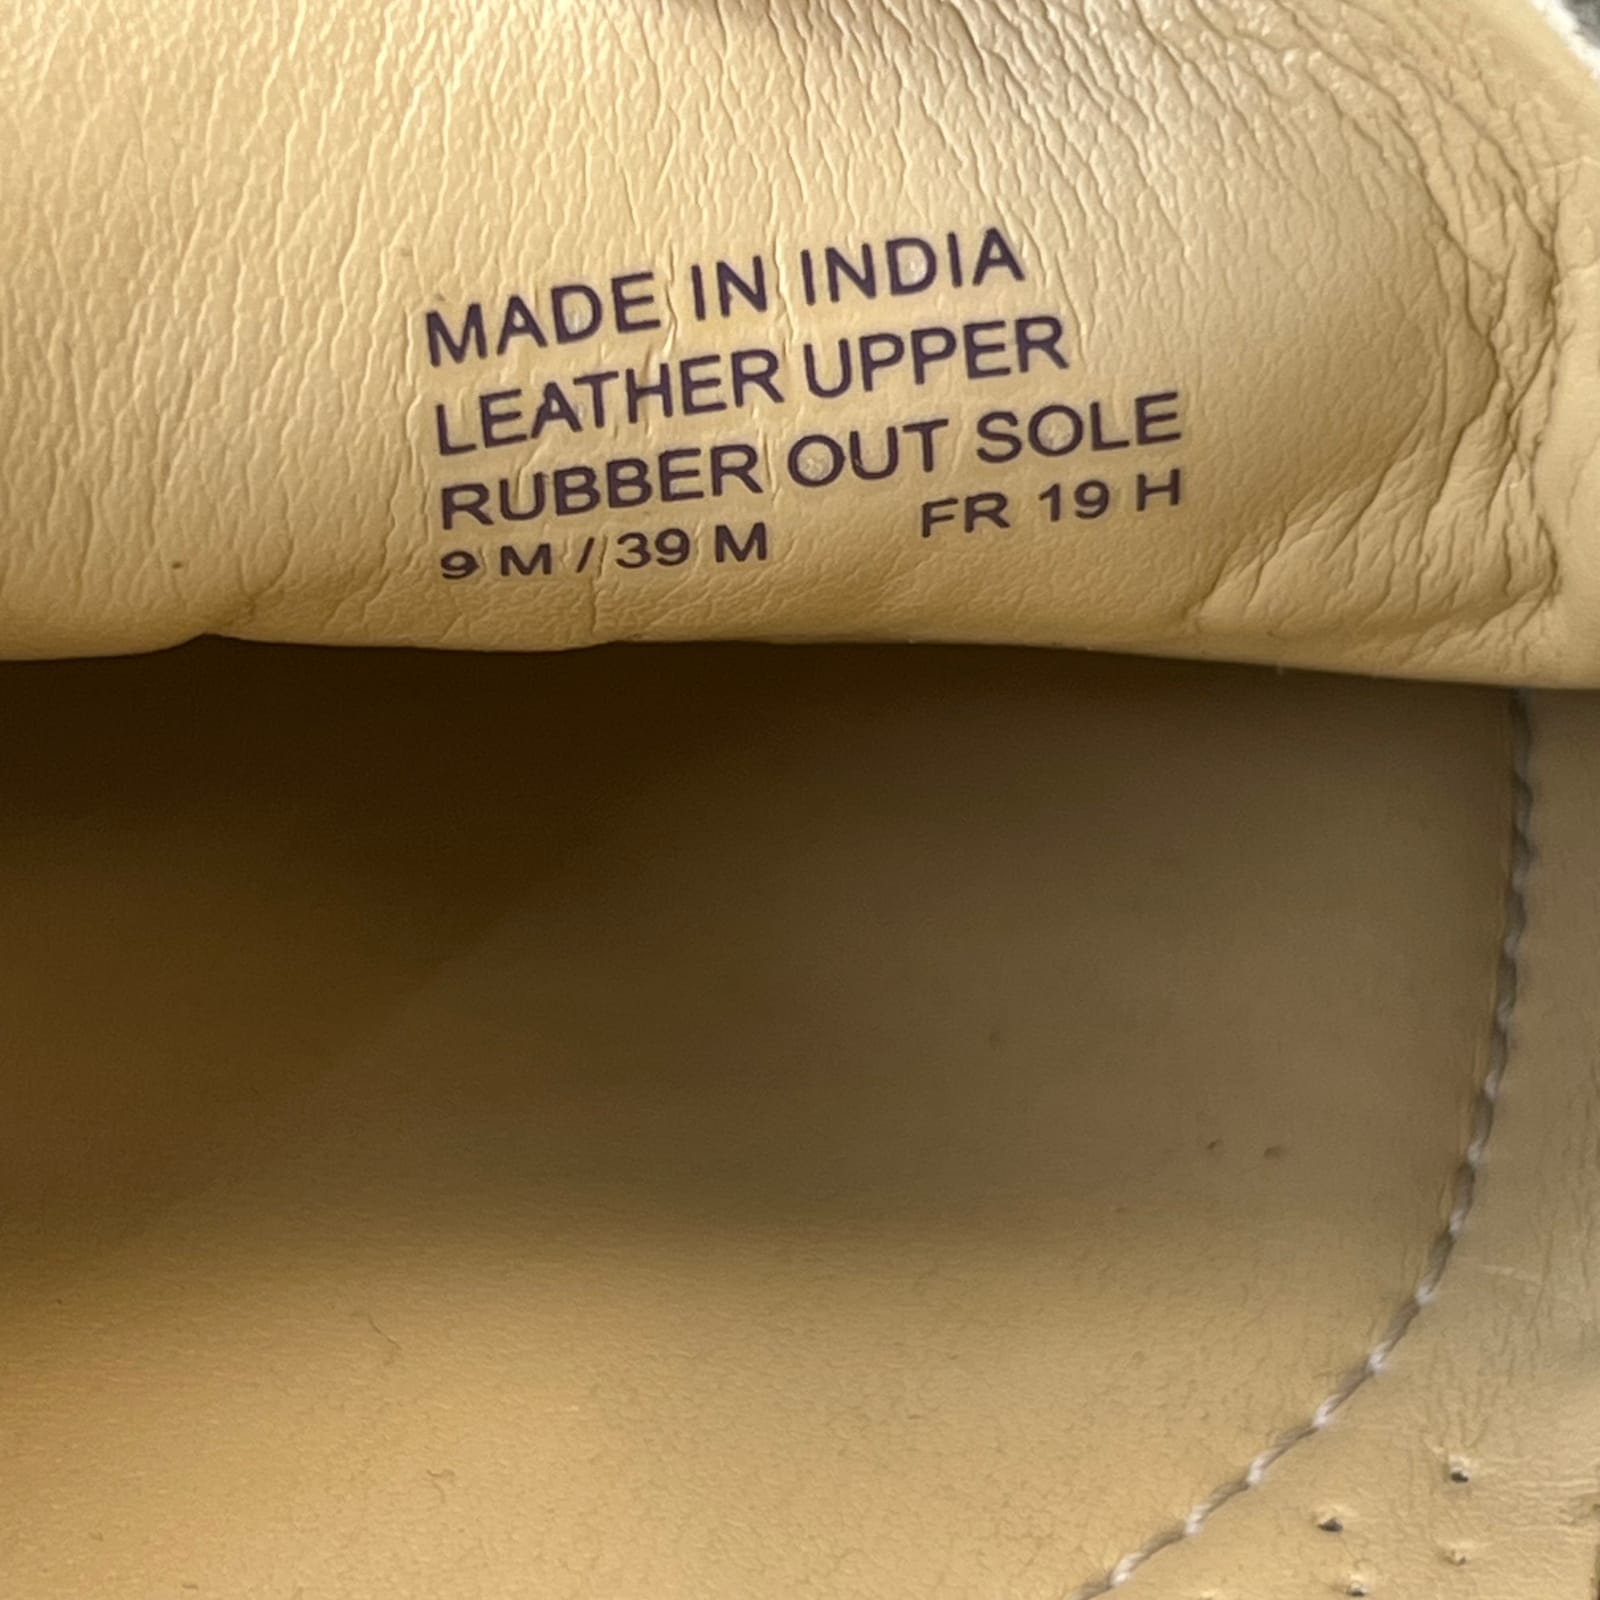 MADE IN INDIA
LEATHER UPPER
RUBBER OUT SOLE
9 M / 39 M FR 19 H